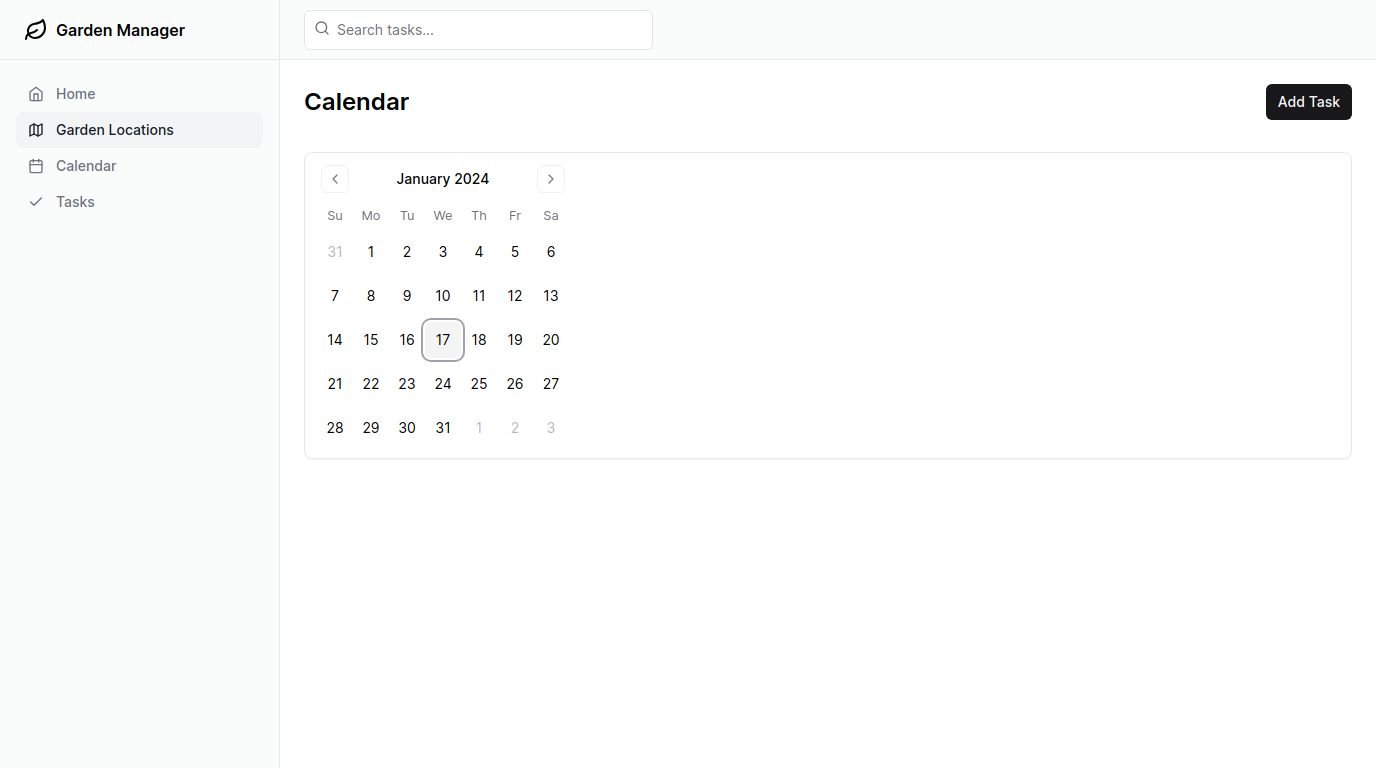 Garden Manager
Search tasks...
Home
Garden Locations
Calendar
Tasks
Calendar
Add Task
January 2024
Su Mo Tu We Th Fr Sa
31 1 2 3 4 5 6
7 8 9 10 11 12 13
14 15 16 17 18 19 20
21 22 23 24 25 26 27
28 29 30 31 1 2 3